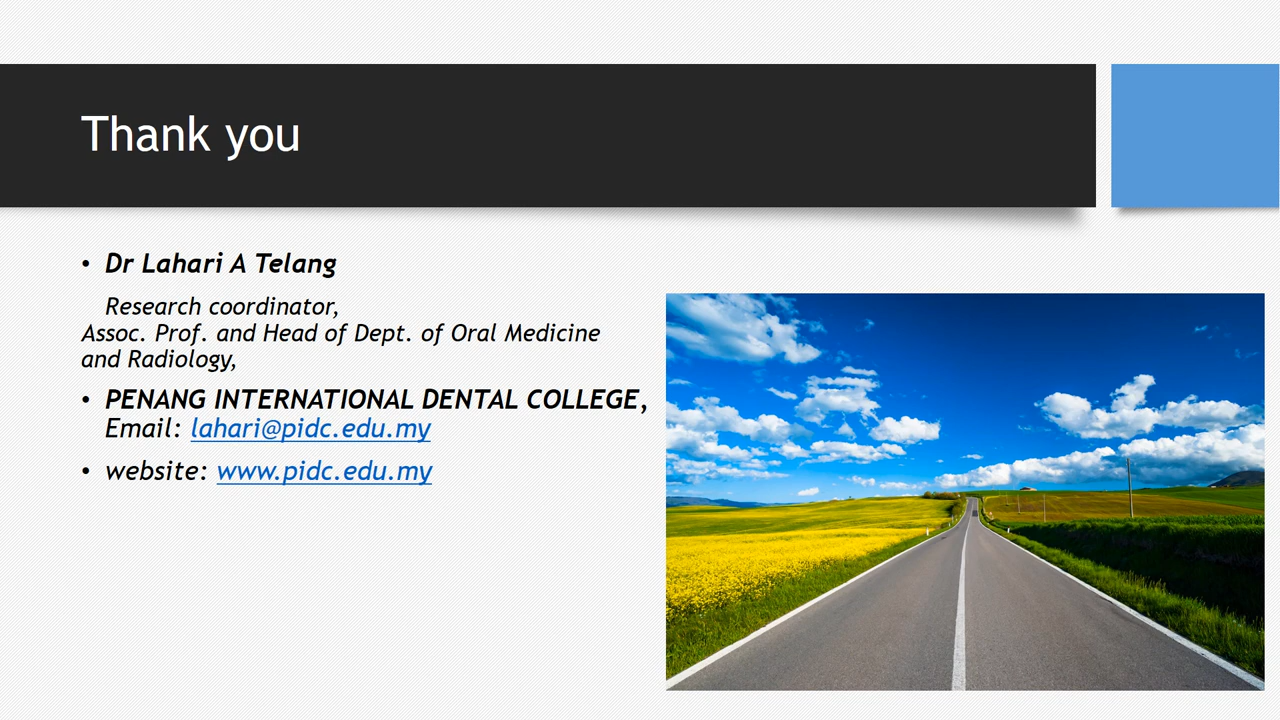 Thank you
• Dr Lahari A Telang
Research coordinator,
Assoc. Prof. and Head of Dept. of Oral Medicine
and Radiology,
• PENANG INTERNATIONAL DENTAL COLLEGE,
Email: lahari@pidc.edu.my
• website: www.pidc.edu.my